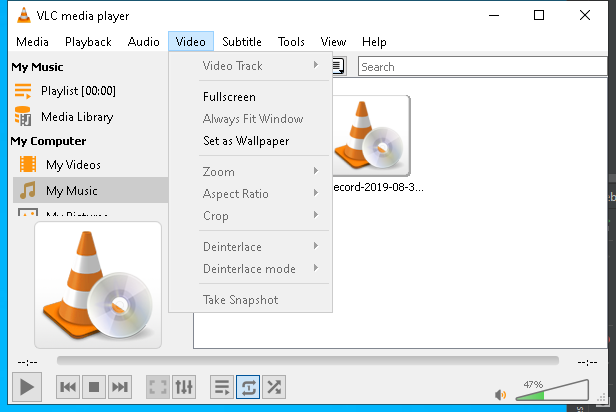 VLC media player
Media Playback Audio Video Subtitle Tools View Help
My Music
Playlist [00:00]
Media Library
My Computer
My Videos
My Music
My Pictures
Video Track
Fullscreen
Always Fit Window
Set as Wallpaper
Zoom
Aspect Ratio
Crop
Deinterlace
Deinterlace mode
Take Snapshot
Search
ecord-2019-08-3...
--:-- --:--
47%